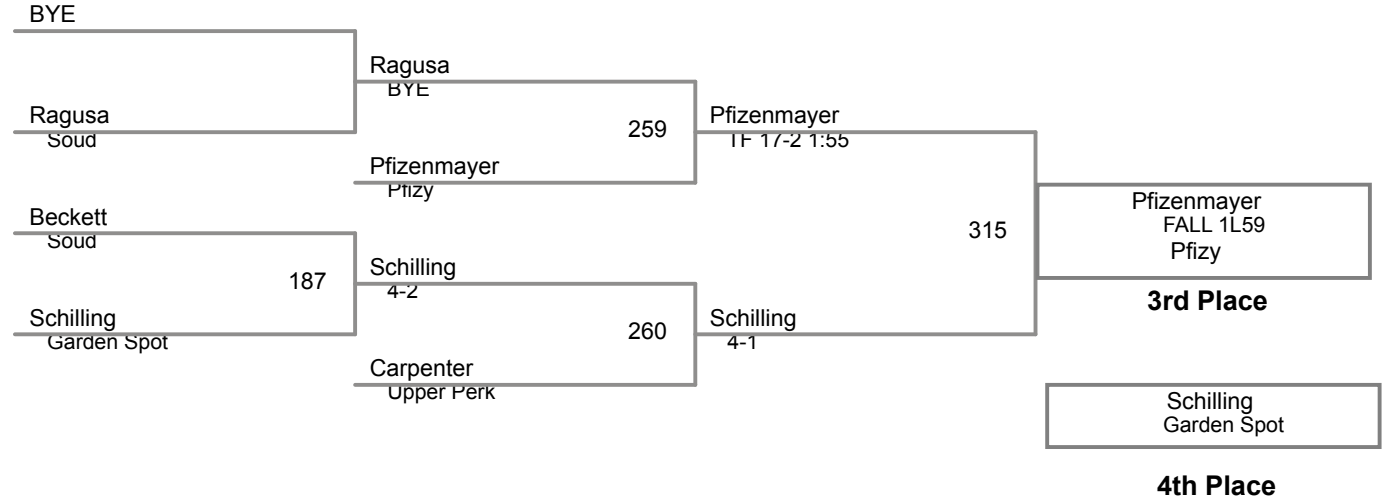 BYE
Ragusa
BYE
Ragusa
Soud
259
Pfizenmayer
TF 17-2 1:55
Pfizenmayer
Pfizy
Beckett
Soud
315
Pfizenmayer
FALL 1L59
Pfizy
187
Schilling
4-2
3rd Place
Schilling
Garden Spot
260
Schilling
4-1
Carpenter
Upper Perk
Schilling
Garden Spot
4th Place